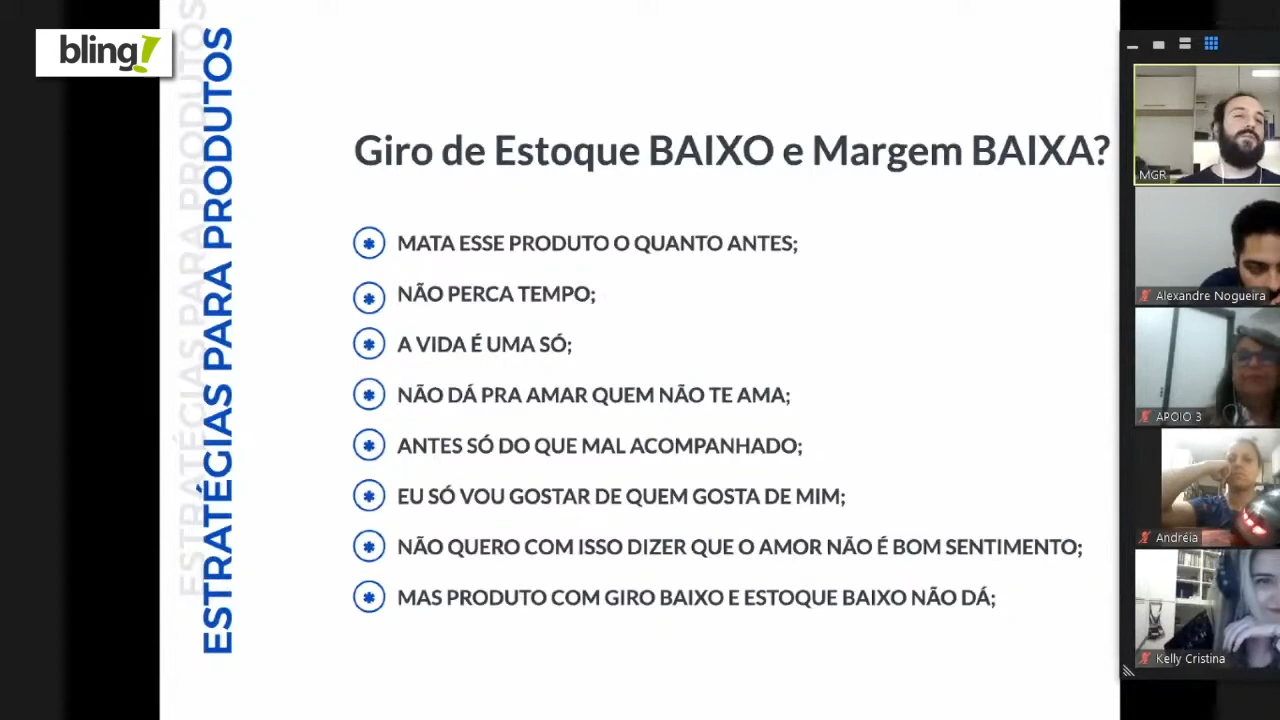 bling!
ESTRATÉGIAS PARA PRODUTOS
ESTRATÉGIAS PARA PRODUTOS
Giro de Estoque BAIXO e Margem BAIXA?
MATA ESSE PRODUTO O QUANTO ANTES;
NÃO PERCA TEMPO;
A VIDA É UMA SÓ;
NÃO DÁ PRA AMAR QUEM NÃO TE AMA;
ANTES SÓ DO QUE MAL ACOMPANHADO;
EU SÓ VOU GOSTAR DE QUEM GOSTA DE MIM;
NÃO QUERO COM ISSO DIZER QUE O AMOR NÃO É BOM SENTIMENTO;
MAS PRODUTO COM GIRO BAIXO E ESTOQUE BAIXO NÃO DÁ;
MGR
Alexandre Nogueira
APOIO 3
Andréia
Kelly Cristina